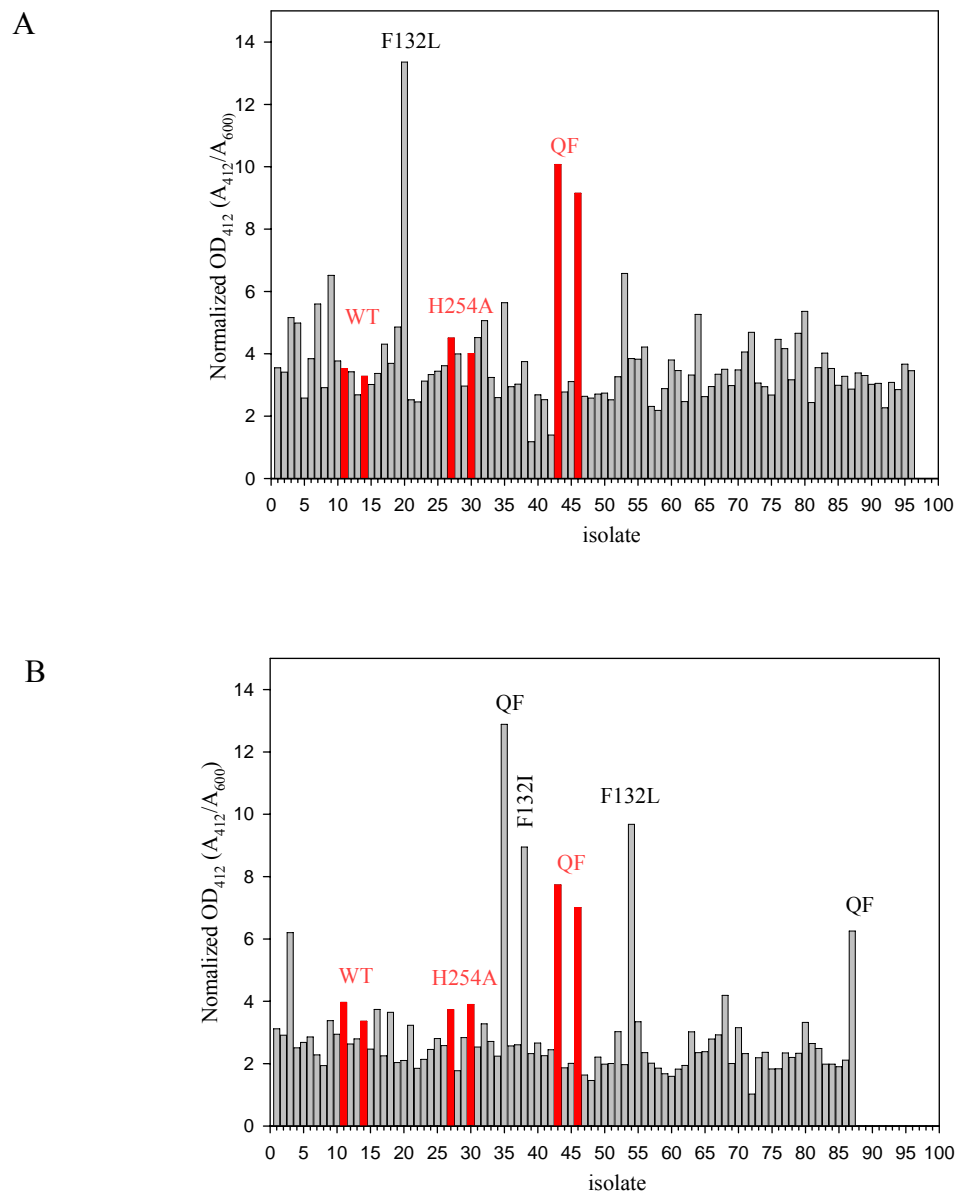 A
F132L
QF
WT
H254A
Normalized OD412 (A412/A600)
14
12
10
8
6
4
2
0
0 5 10 15 20 25 30 35 40 45 50 55 60 65 70 75 80 85 90 95 100
isolate
B
QF
F132I
F132L
QF
QF
WT
H254A
Nomalized OD412 (A412/A600)
14
12
10
8
6
4
2
0
0 5 10 15 20 25 30 35 40 45 50 55 60 65 70 75 80 85 90 95 100
isolate